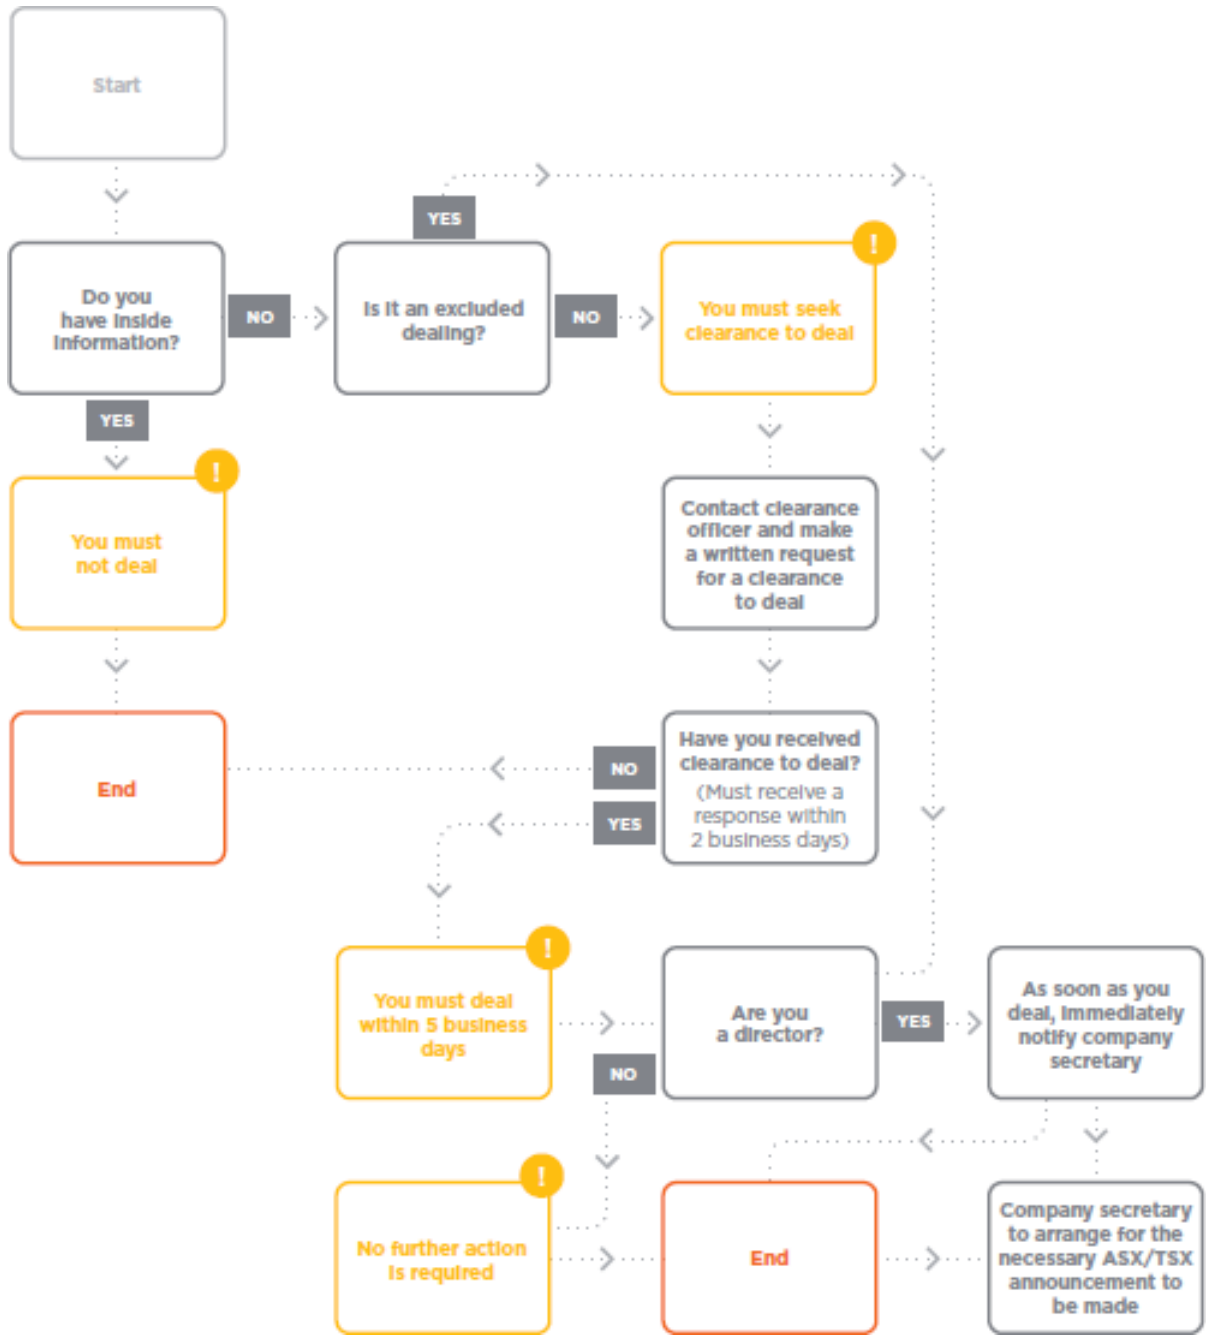 Start
YES
Do you
have inside
information?
NO
Is it an excluded
dealing?
NO
!
You must seek
clearance to deal
YES
!
You must
not deal
Contact clearance
officer and make
a written request
for a clearance
to deal
End
NO
YES
Have you received
clearance to deal?
(Must receive a
response within
2 business days)
!
You must deal
within 5 business
days
Are you
a director?
YES
NO
As soon as you
deal, immediately
notify company
secretary
!
No further action
is required
End
Company secretary
to arrange for the
necessary ASX/TSX
announcement to
be made